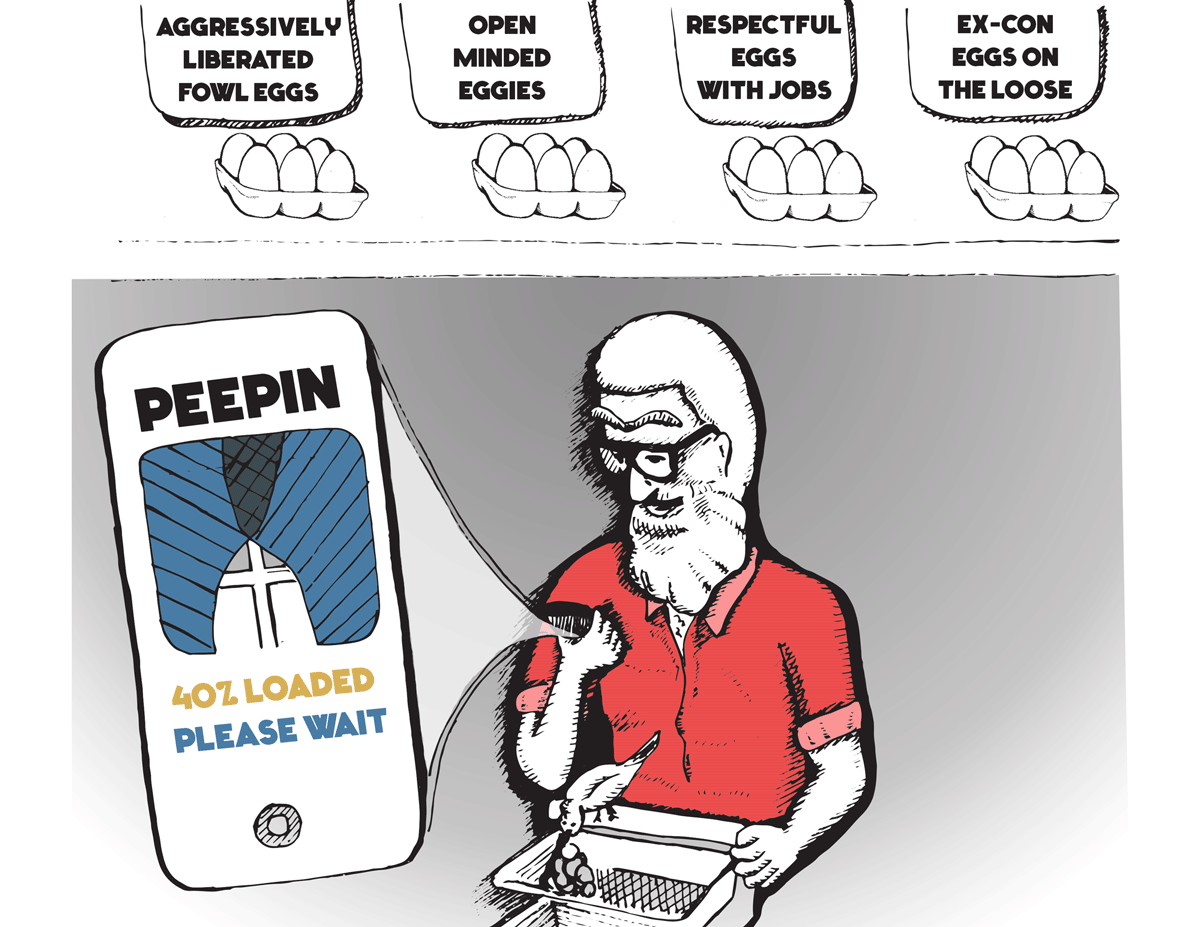 AGGRESSIVELY
LIBERATED
FOWL EGGS
OPEN
MINDED
EGGIES
RESPECTFUL
EGGS
WITH JOBS
EX-CON
EGGS ON
THE LOOSE
PEEPIN
40% LOADED
PLEASE WAIT